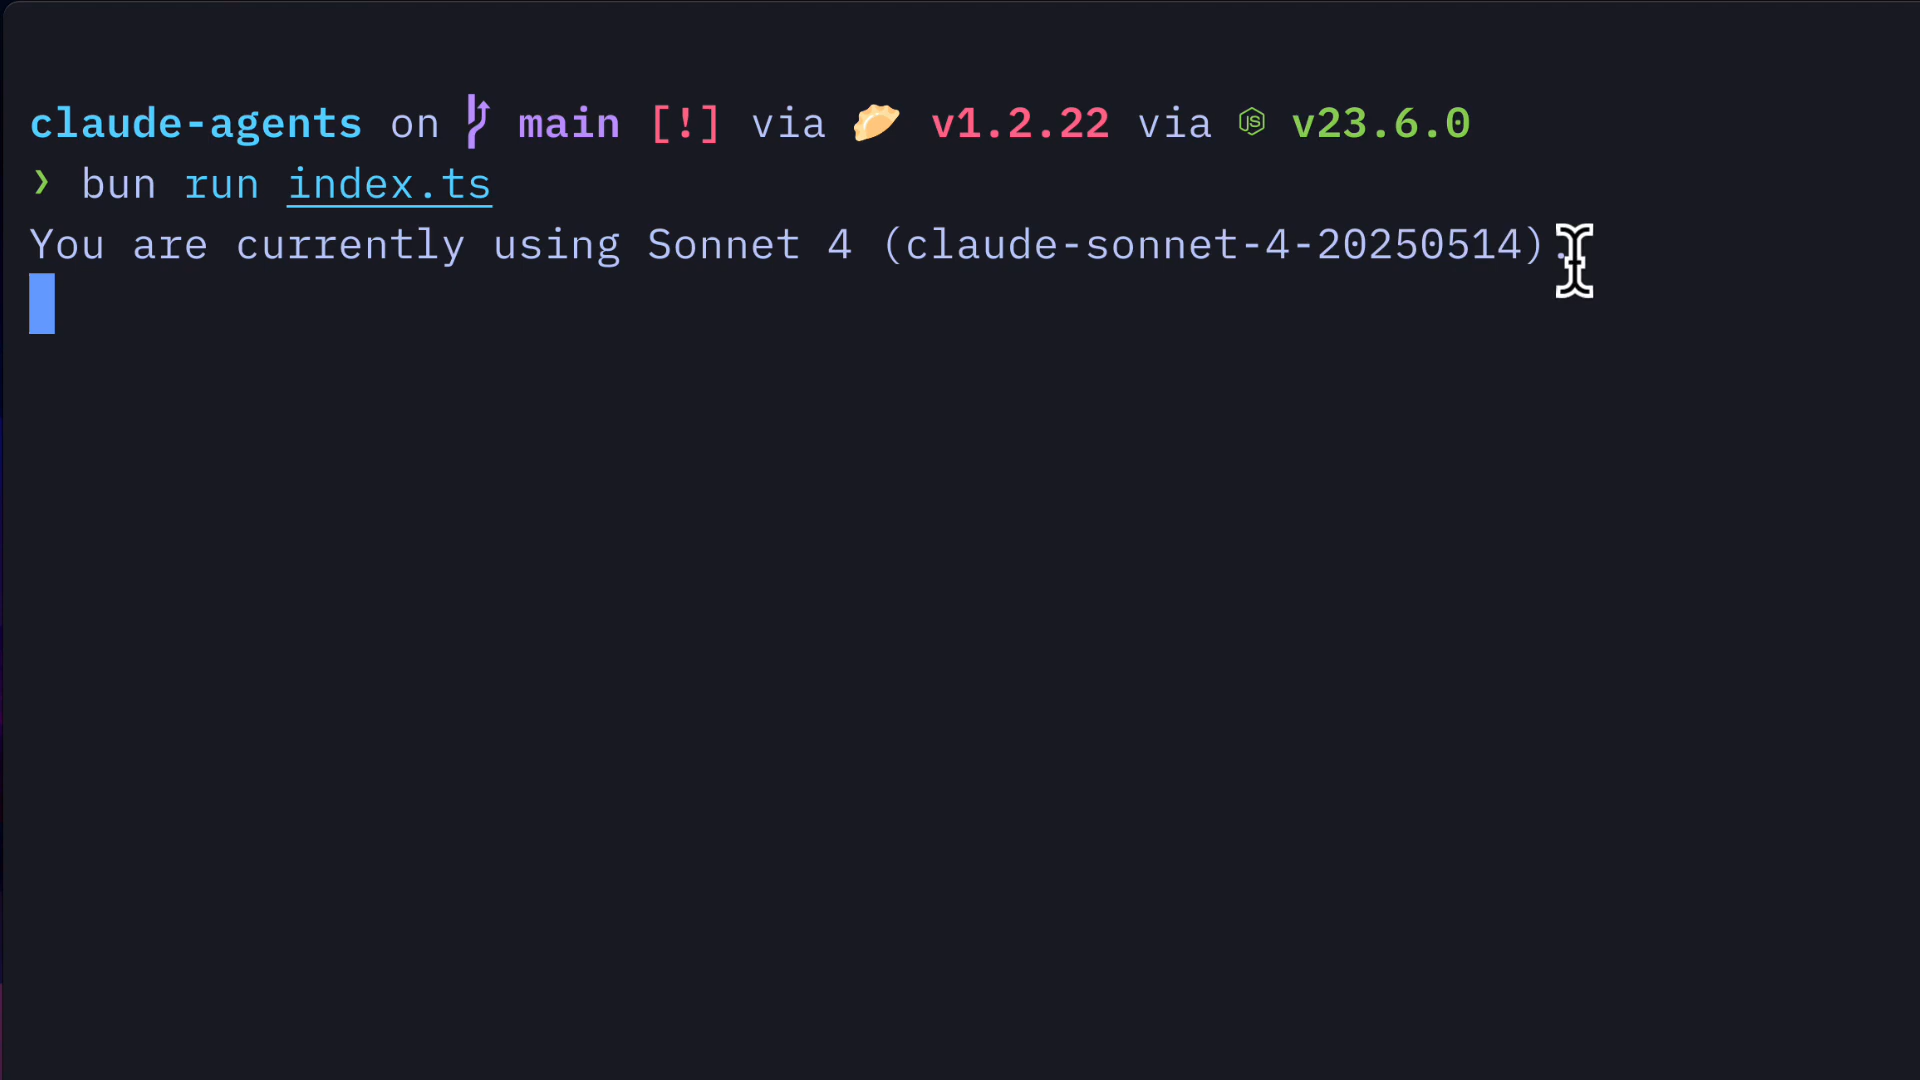 claude-agents on main [!] via 🥟 v1.2.22 via v23.6.0
❯ bun run index.ts
You are currently using Sonnet 4 (claude-sonnet-4-20250514).